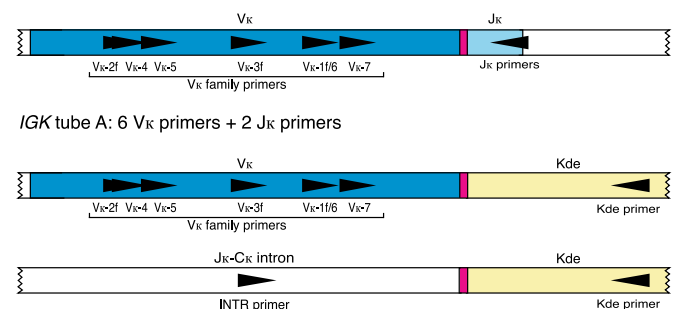 Vκ Jκ
Vκ-2f Vκ-4 Vκ-5 Vκ-3f Vκ-1f/6 Vκ-7 Jκ primers
Vκ family primers
IGK tube A: 6 Vκ primers + 2 Jκ primers
Vκ Kde
Vκ-2f Vκ-4 Vκ-5 Vκ-3f Vκ-1f/6 Vκ-7 Kde primer
Vκ family primers
Jκ-Cκ intron Kde
INTR primer Kde primer